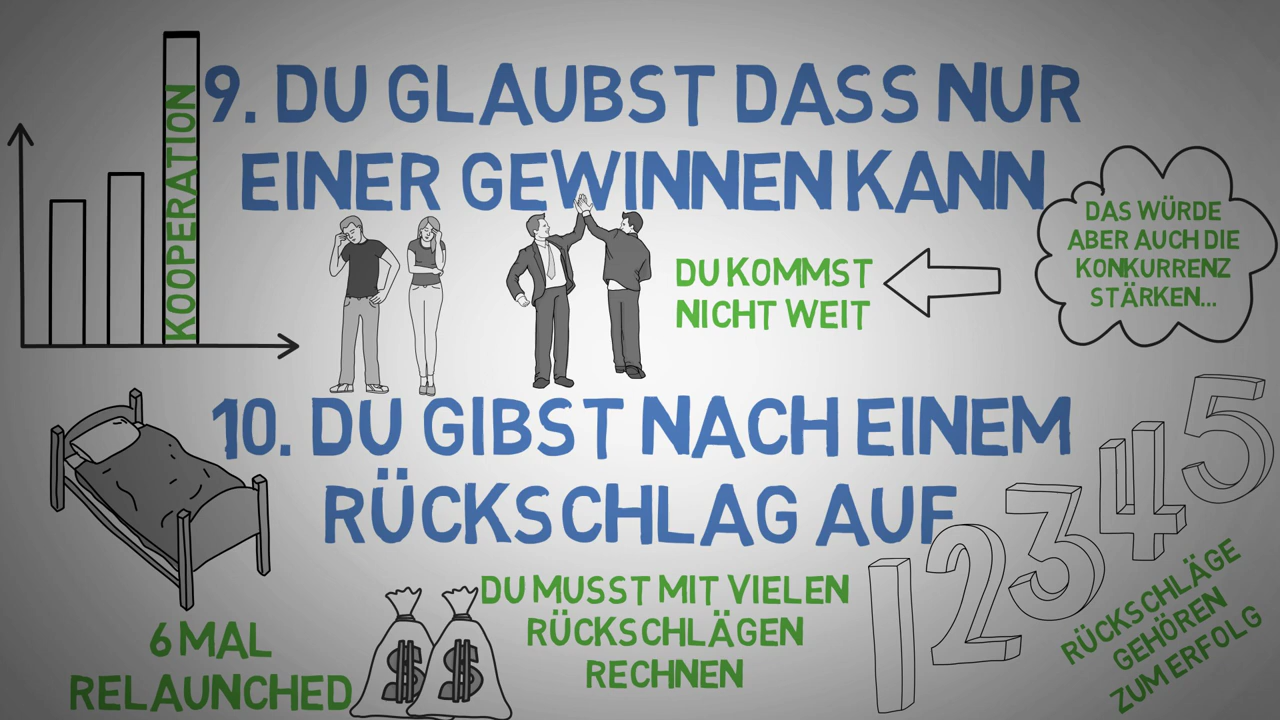 9. DU GLAUBST DASS NUR
EINER GEWINNEN KANN
KOOPERATION
DU KOMMST
NICHT WEIT
DAS WÜRDE
ABER AUCH DIE
KONKURRENZ
STÄRKEN...
10. DU GIBST NACH EINEM
RÜCKSCHLAG AUF
6 MAL
RELAUNCHED
$ $
DU MUSST MIT VIELEN
RÜCKSCHLÄGEN
RECHNEN
1 2 3 4 5
RÜCKSCHLÄGE
GEHÖREN
ZUM ERFOLG